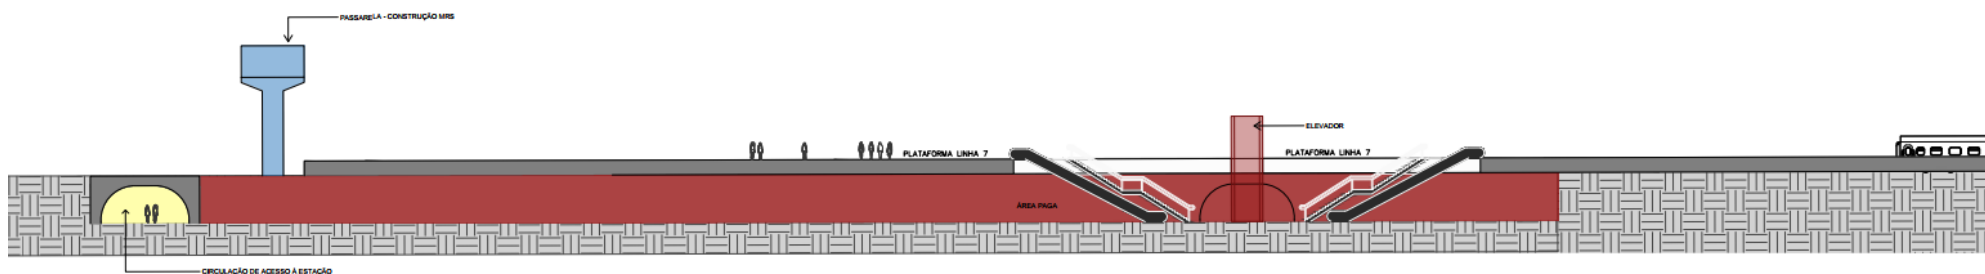 PASSARELA - CONSTRUÇÃO MRS
ELEVADOR
PLATAFORMA LINHA 7
PLATAFORMA LINHA 7
ÁREA PAGA
CIRCULAÇÃO DE ACESSO À ESTAÇÃO